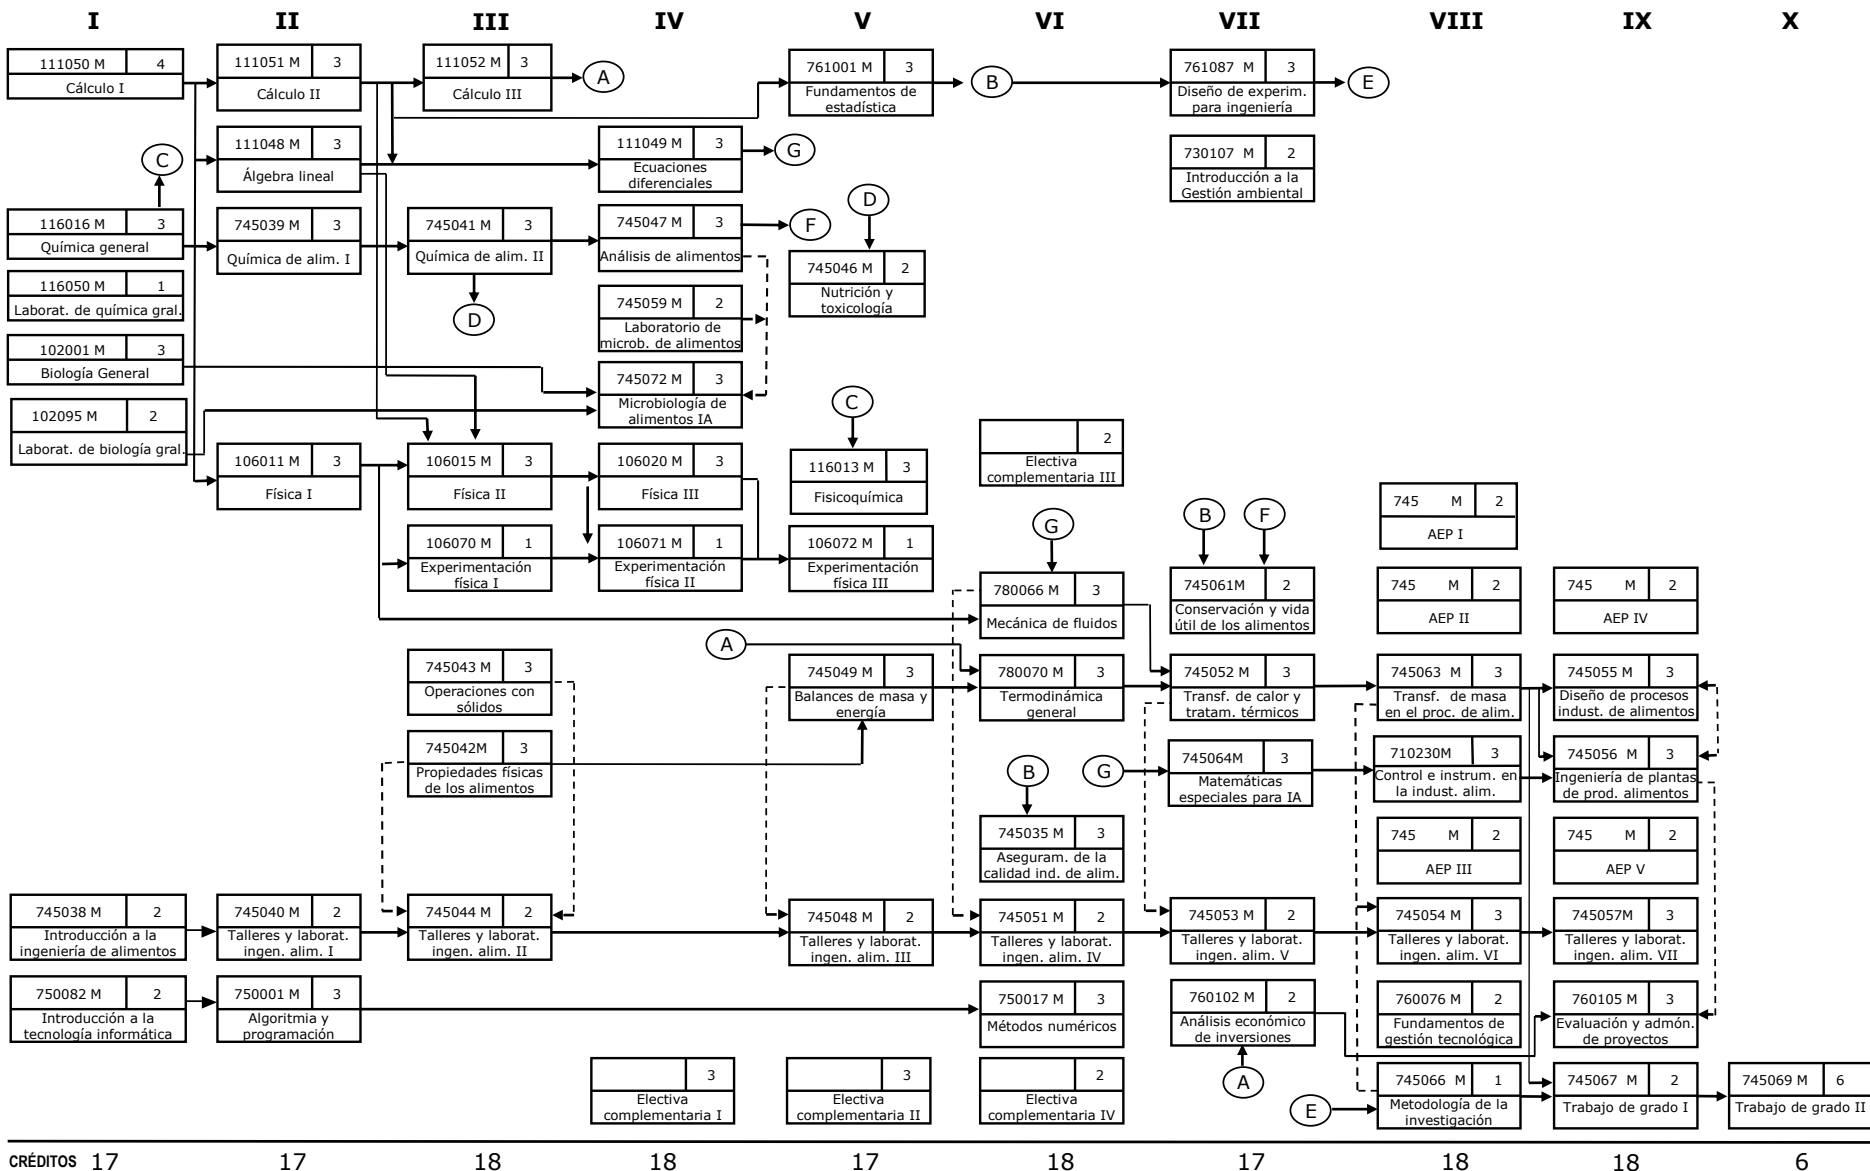 I II III IV V VI VII VIII IX X
111050 M 4
Cálculo I
116016 M 3
Química general
C
116050 M 1
Laborat. de química gral.
102001 M 3
Biología General
102095 M 2
Laborat. de biología gral.
745038 M 2
Introducción a la
ingeniería de alimentos
750082 M 2
Introducción a la
tecnología informática
111051 M 3
Cálculo II
111048 M 3
Álgebra lineal
745039 M 3
Química de alim. I
106011 M 3
Física I
745040 M 2
Talleres y laborat.
ingen. alim. I
750001 M 3
Algoritmia y
programación
111052 M 3
Cálculo III
A
745041 M 3
Química de alim. II
D
106015 M 3
Física II
106070 M 1
Experimentación
física I
745043 M 3
Operaciones con
sólidos
745042M 3
Propiedades físicas
de los alimentos
745044 M 2
Talleres y laborat.
ingen. alim. II
111049 M 3
Ecuaciones
diferenciales
G
745047 M 3
Análisis de alimentos
F
745059 M 2
Laboratorio de
microb. de alimentos
745072 M 3
Microbiología de
alimentos IA
106020 M 3
Física III
106071 M 1
Experimentación
física II
3
Electiva
complementaria I
761001 M 3
Fundamentos de
estadística
B
D
745046 M 2
Nutrición y
toxicología
C
116013 M 3
Fisicoquímica
106072 M 1
Experimentación
física III
A
745049 M 3
Balances de masa y
energía
745048 M 2
Talleres y laborat.
ingen. alim. III
3
Electiva
complementaria II
2
Electiva
complementaria III
G
780066 M 3
Mecánica de fluidos
780070 M 3
Termodinámica
general
B
745035 M 3
Aseguram. de la
calidad ind. de alim.
745051 M 2
Talleres y laborat.
ingen. alim. IV
750017 M 3
Métodos numéricos
2
Electiva
complementaria IV
761087 M 3
Diseño de experim.
para ingeniería
E
730107 M 2
Introducción a la
Gestión ambiental
B F
745061M 2
Conservación y vida
útil de los alimentos
745052 M 3
Transf. de calor y
tratam. térmicos
G
745064M 3
Matemáticas
especiales para IA
745053 M 2
Talleres y laborat.
ingen. alim. V
760102 M 2
Análisis económico
de inversiones
A
745 M 2
AEP I
745 M 2
AEP II
745063 M 3
Transf. de masa
en el proc. de alim.
710230M 3
Control e instrum. en
la indust. alim.
745 M 2
AEP III
745054 M 3
Talleres y laborat.
ingen. alim. VI
760076 M 2
Fundamentos de
gestión tecnológica
E
745066 M 1
Metodología de la
investigación
745 M 2
AEP IV
745055 M 3
Diseño de procesos
indust. de alimentos
745056 M 3
Ingeniería de plantas
de prod. alimentos
745 M 2
AEP V
745057M 3
Talleres y laborat.
ingen. alim. VII
760105 M 3
Evaluación y admón.
de proyectos
745067 M 2
Trabajo de grado I
745069 M 6
Trabajo de grado II
CRÉDITOS 17 17 18 18 17 18 17 18 18 6